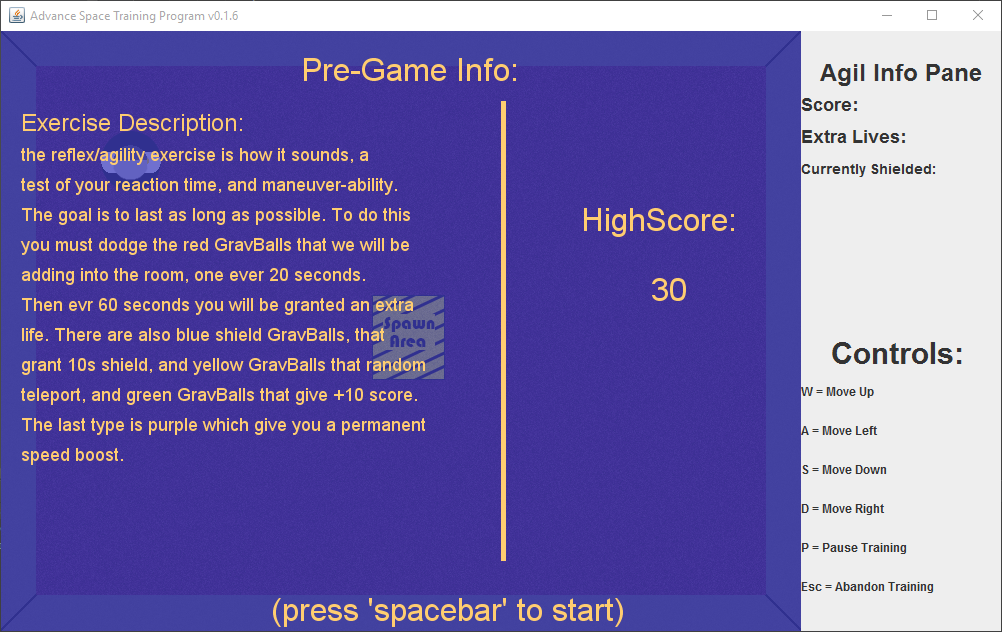 Advance Space Training Program v0.1.6
Pre-Game Info:
Exercise Description:
the reflex/agility exercise is how it sounds, a
test of your reaction time, and maneuver-ability.
The goal is to last as long as possible. To do this
you must dodge the red GravBalls that we will be
adding into the room, one ever 20 seconds.
Then evr 60 seconds you will be granted an extra
life. There are also blue shield GravBalls, that
grant 10s shield, and yellow GravBalls that random
teleport, and green GravBalls that give +10 score.
The last type is purple which give you a permanent
speed boost.
Spawn
Area
HighScore:
30
(press 'spacebar' to start)
Agil Info Pane
Score:
Extra Lives:
Currently Shielded:
Controls:
W = Move Up
A = Move Left
S = Move Down
D = Move Right
P = Pause Training
Esc = Abandon Training